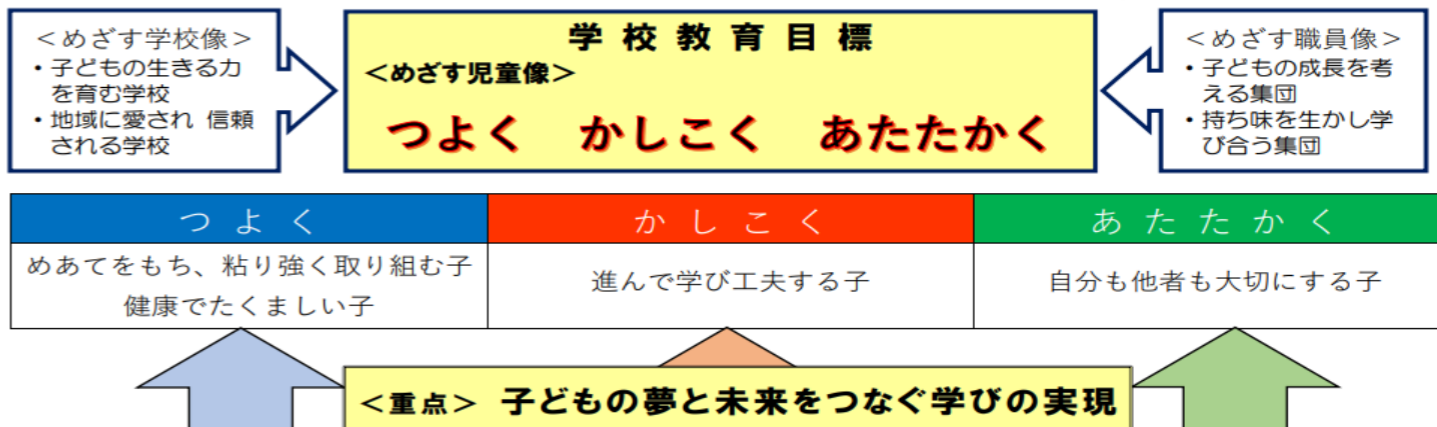 ＜めざす学校像＞
・子どもの生きる力
を育む学校
・地域に愛され 信頼
される学校
学校教育目標
＜めざす児童像＞
つよく かしこく あたたかく
＜めざす職員像＞
・子どもの成長を考
える集団
・持ち味を生かし学
び合う集団
つよく
かしこく
あたたかく
めあてをもち、粘り強く取り組む子
健康でたくましい子
進んで学び工夫する子
自分も他者も大切にする子
＜重点＞ 子どもの夢と未来をつなぐ学びの実現